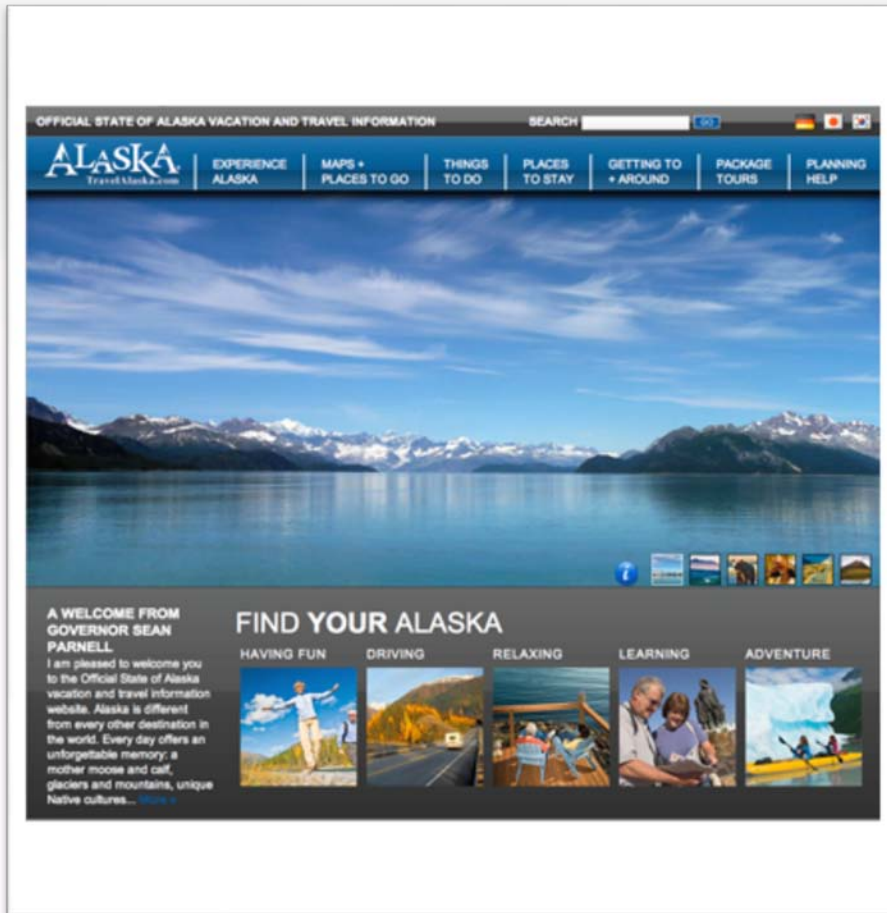 OFFICIAL STATE OF ALASKA VACATION AND TRAVEL INFORMATION
SEARCH
GO
ALASKA
TravelAlaska.com
EXPERIENCE
ALASKA
MAPS +
PLACES TO GO
THINGS
TO DO
PLACES
TO STAY
GETTING TO
+ AROUND
PACKAGE
TOURS
PLANNING
HELP
i
A WELCOME FROM
GOVERNOR SEAN
PARNELL
I am pleased to welcome you
to the Official State of Alaska
vacation and travel information
website. Alaska is different
from every other destination in
the world. Every day offers an
unforgettable memory: a
mother moose and calf,
glaciers and mountains, unique
Native cultures... More »
FIND YOUR ALASKA
HAVING FUN
DRIVING
RELAXING
LEARNING
ADVENTURE